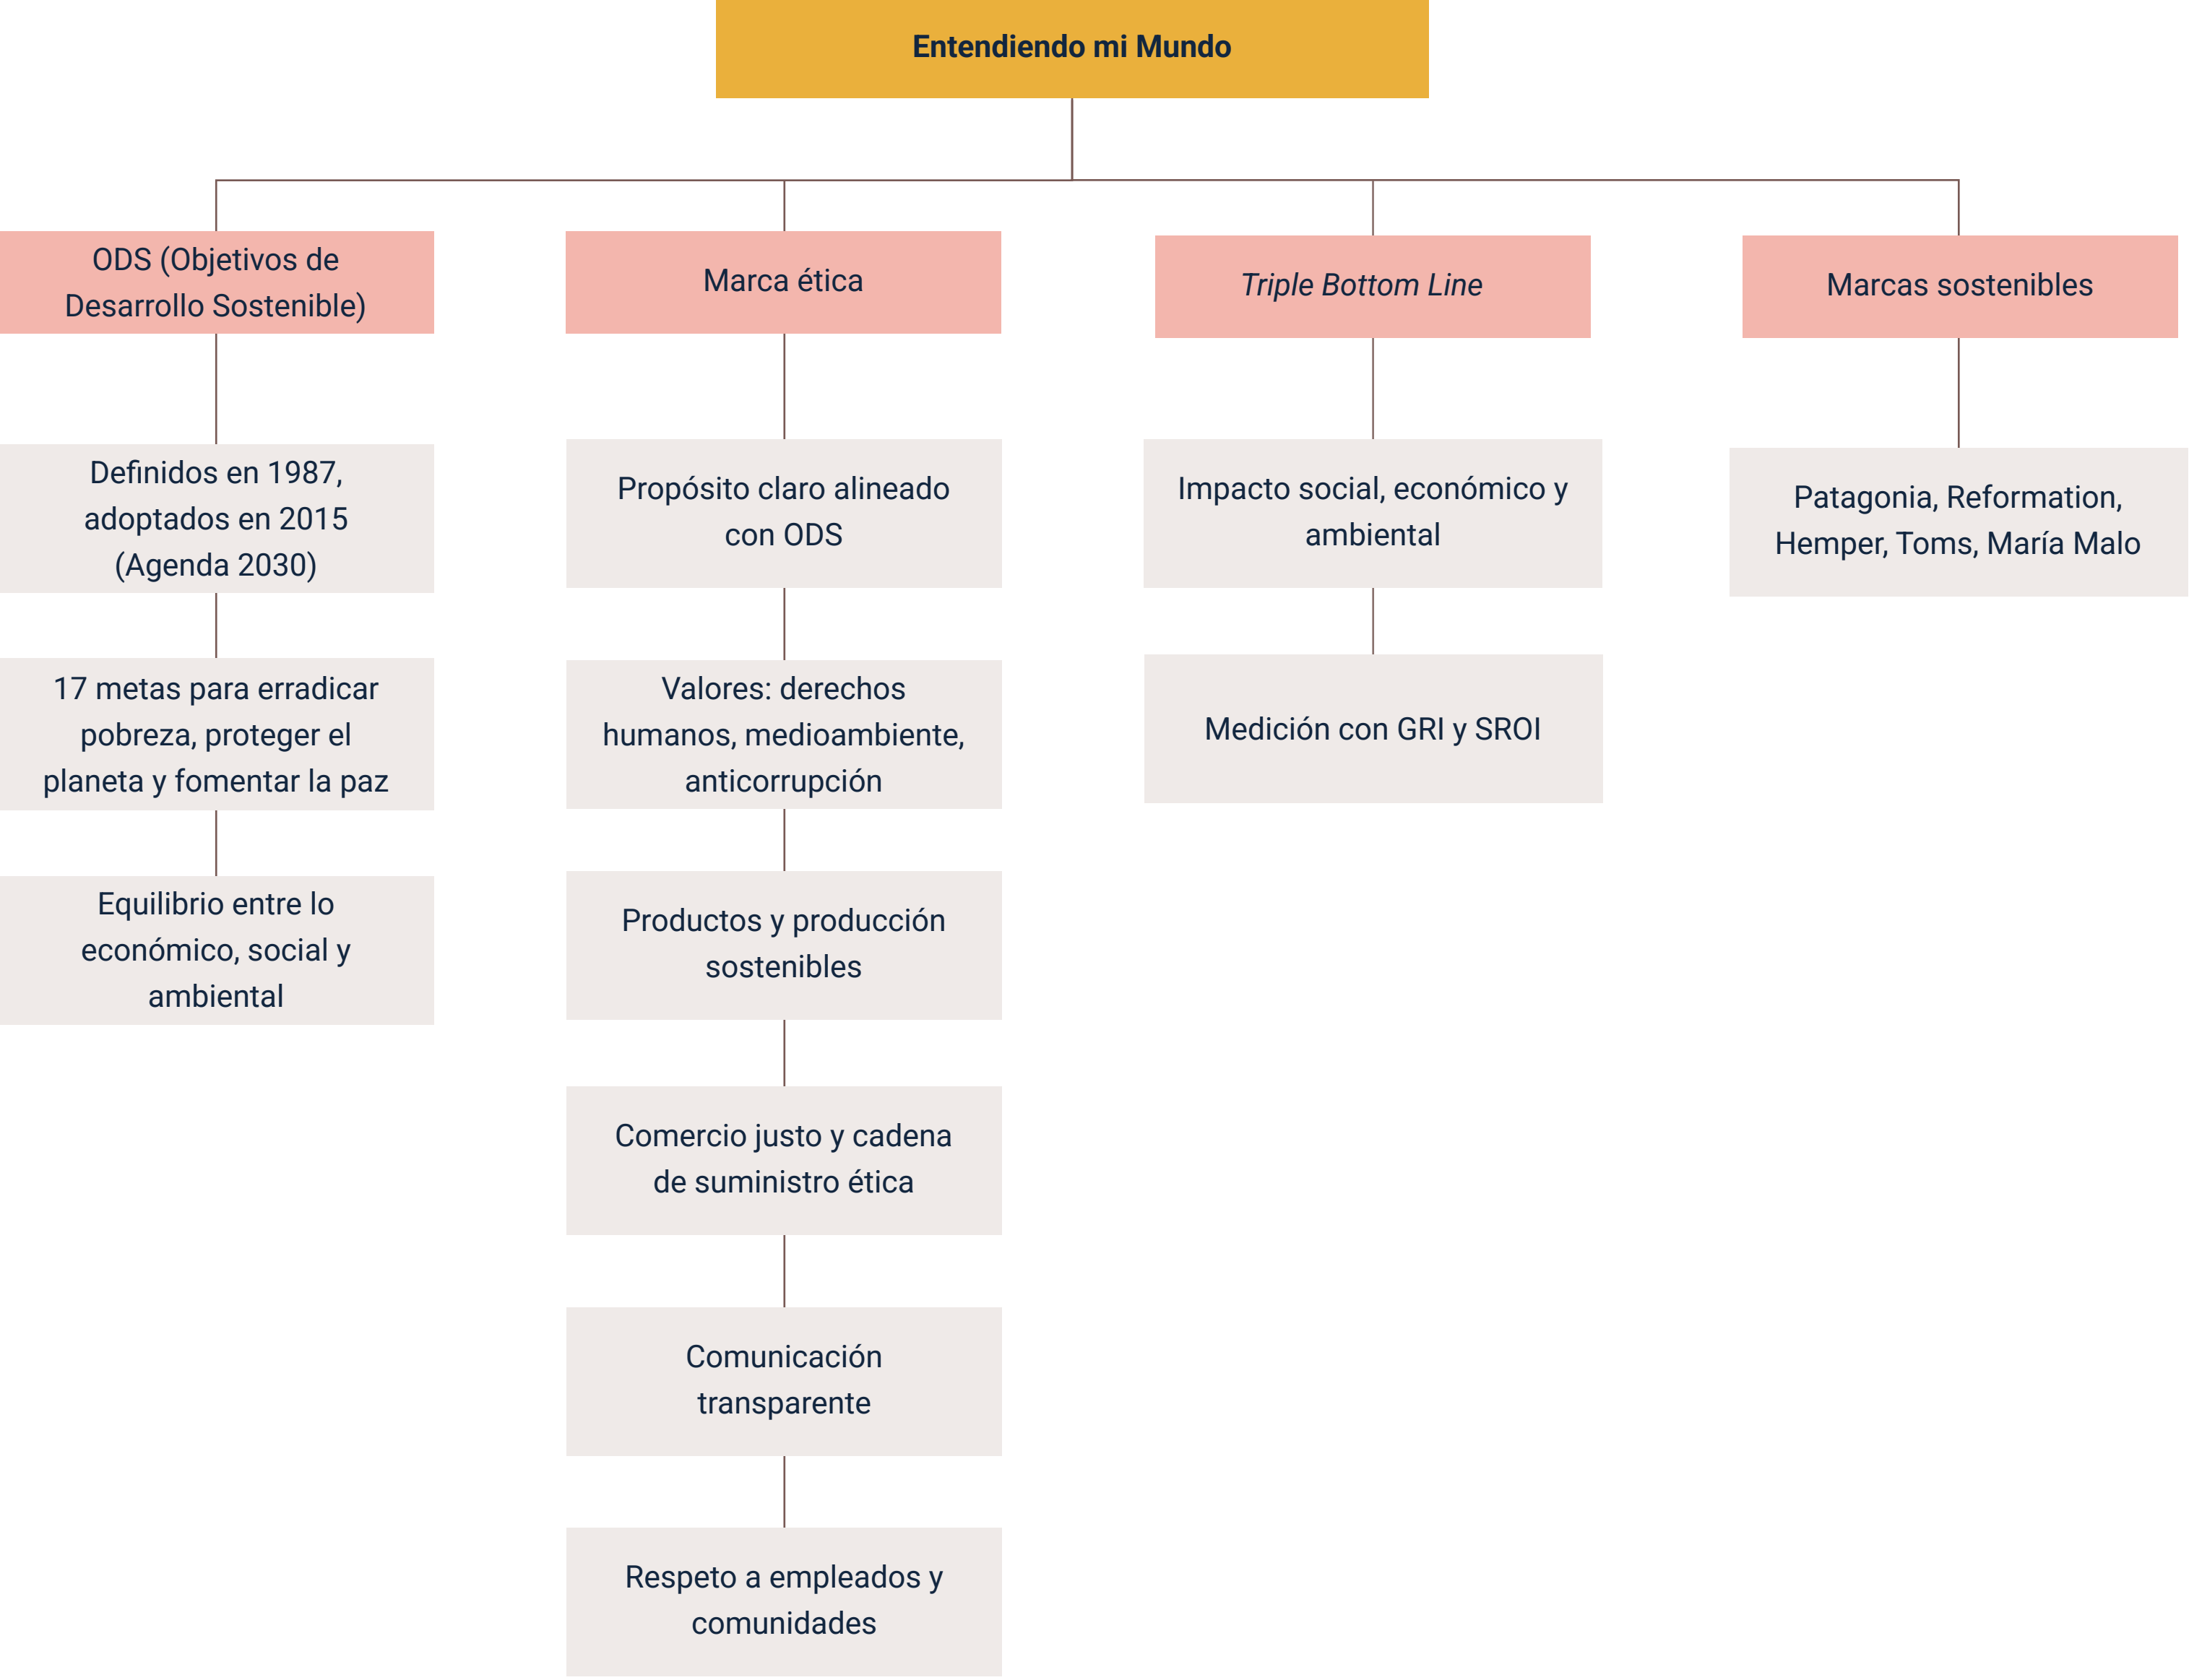 Entendiendo mi Mundo
ODS (Objetivos de
Desarrollo Sostenible)
Definidos en 1987,
adoptados en 2015
(Agenda 2030)
17 metas para erradicar
pobreza, proteger el
planeta y fomentar la paz
Equilibrio entre lo
económico, social y
ambiental
Marca ética
Propósito claro alineado
con ODS
Valores: derechos
humanos, medioambiente,
anticorrupción
Productos y producción
sostenibles
Comercio justo y cadena
de suministro ética
Comunicación
transparente
Respeto a empleados y
comunidades
Triple Bottom Line
Impacto social, económico y
ambiental
Medición con GRI y SROI
Marcas sostenibles
Patagonia, Reformation,
Hemper, Toms, María Malo